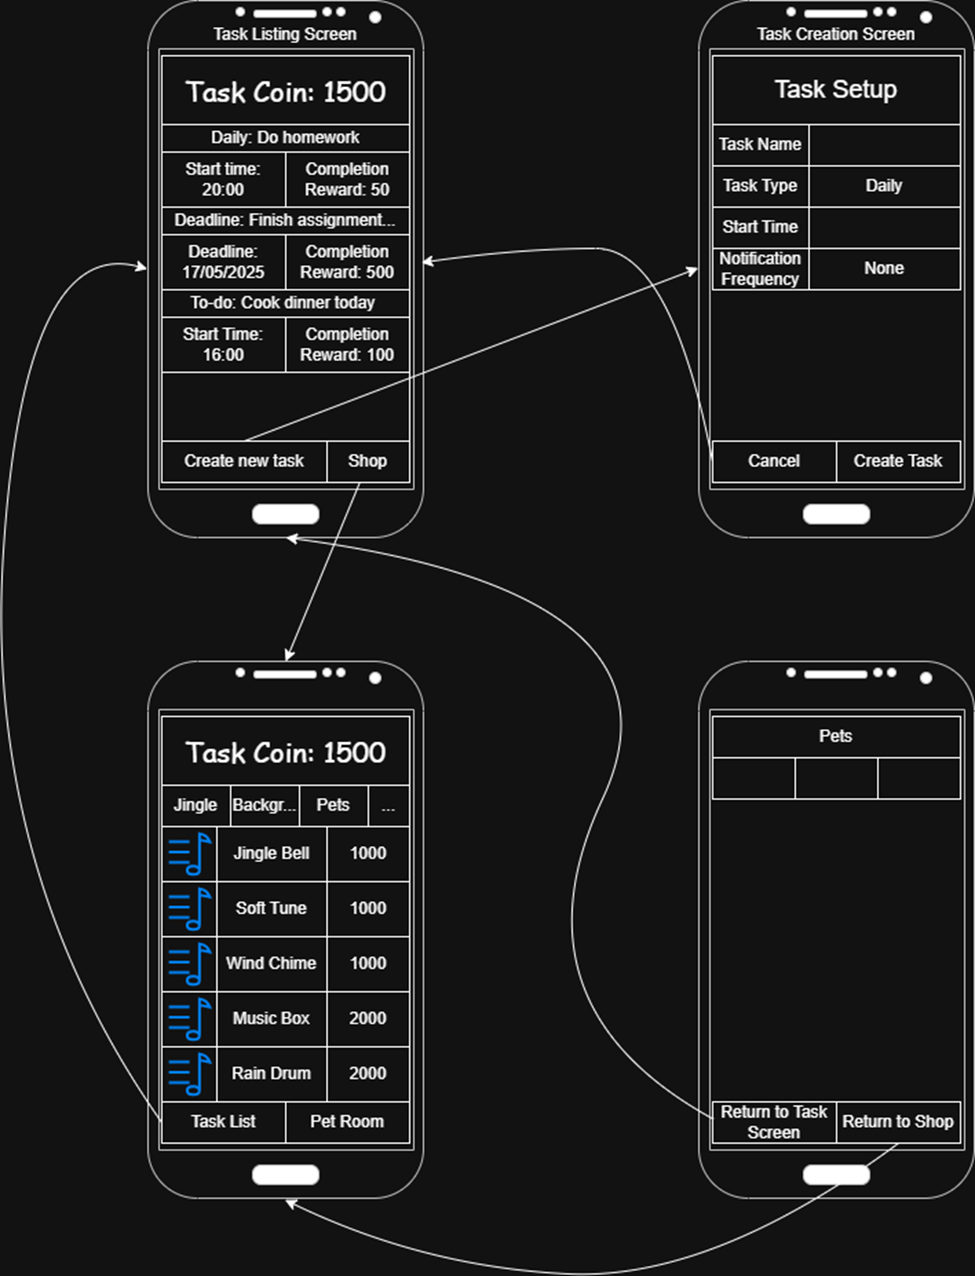 Task Listing Screen
Task Coin: 1500
Daily: Do homework
Start time:
20:00
Completion
Reward: 50
Deadline: Finish assignment...
Deadline:
17/05/2025
Completion
Reward: 500
To-do: Cook dinner today
Start Time:
16:00
Completion
Reward: 100
Create new task
Shop
Task Creation Screen
Task Setup
Task Name
Task Type
Daily
Start Time
Notification
Frequency
None
Cancel
Create Task
Task Coin: 1500
Jingle
Backgr...
Pets
...
Jingle Bell
1000
Soft Tune
1000
Wind Chime
1000
Music Box
2000
Rain Drum
2000
Task List
Pet Room
Pets
Return to Task
Screen
Return to Shop